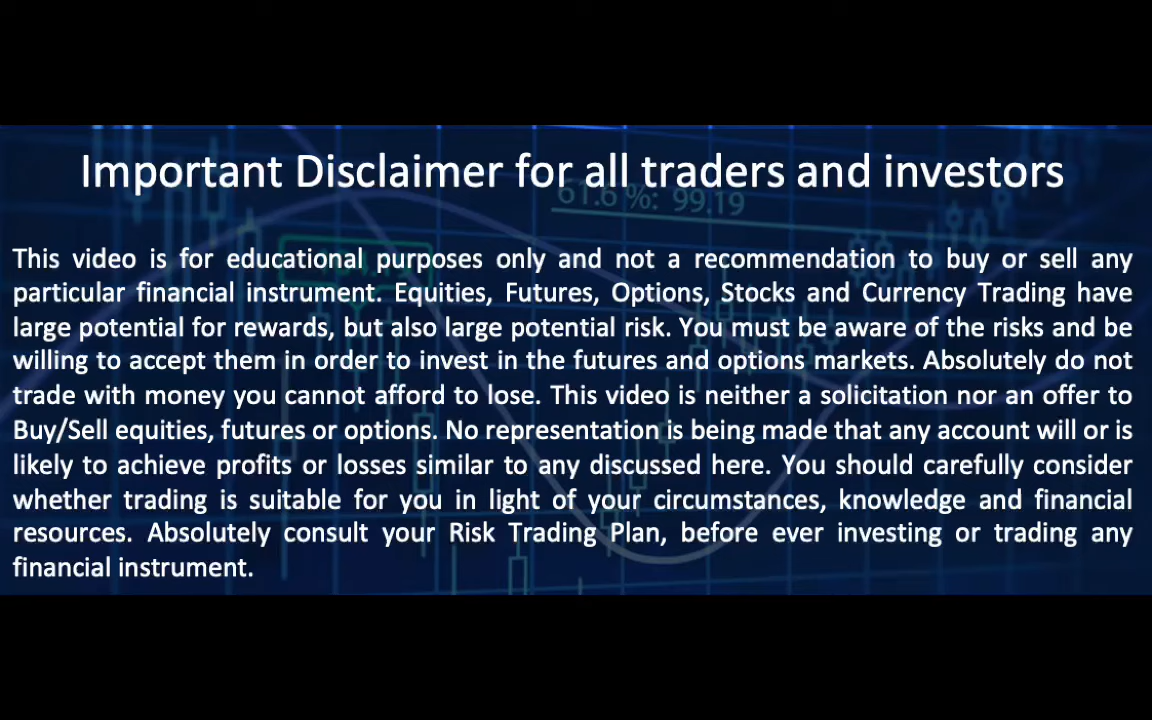 Important Disclaimer for all traders and investors
61.6 %: 99.19
This video is for educational purposes only and not a recommendation to buy or sell any
particular financial instrument. Equities, Futures, Options, Stocks and Currency Trading have
large potential for rewards, but also large potential risk. You must be aware of the risks and be
willing to accept them in order to invest in the futures and options markets. Absolutely do not
trade with money you cannot afford to lose. This video is neither a solicitation nor an offer to
Buy/Sell equities, futures or options. No representation is being made that any account will or is
likely to achieve profits or losses similar to any discussed here. You should carefully consider
whether trading is suitable for you in light of your circumstances, knowledge and financial
resources. Absolutely consult your Risk Trading Plan, before ever investing or trading any
financial instrument.